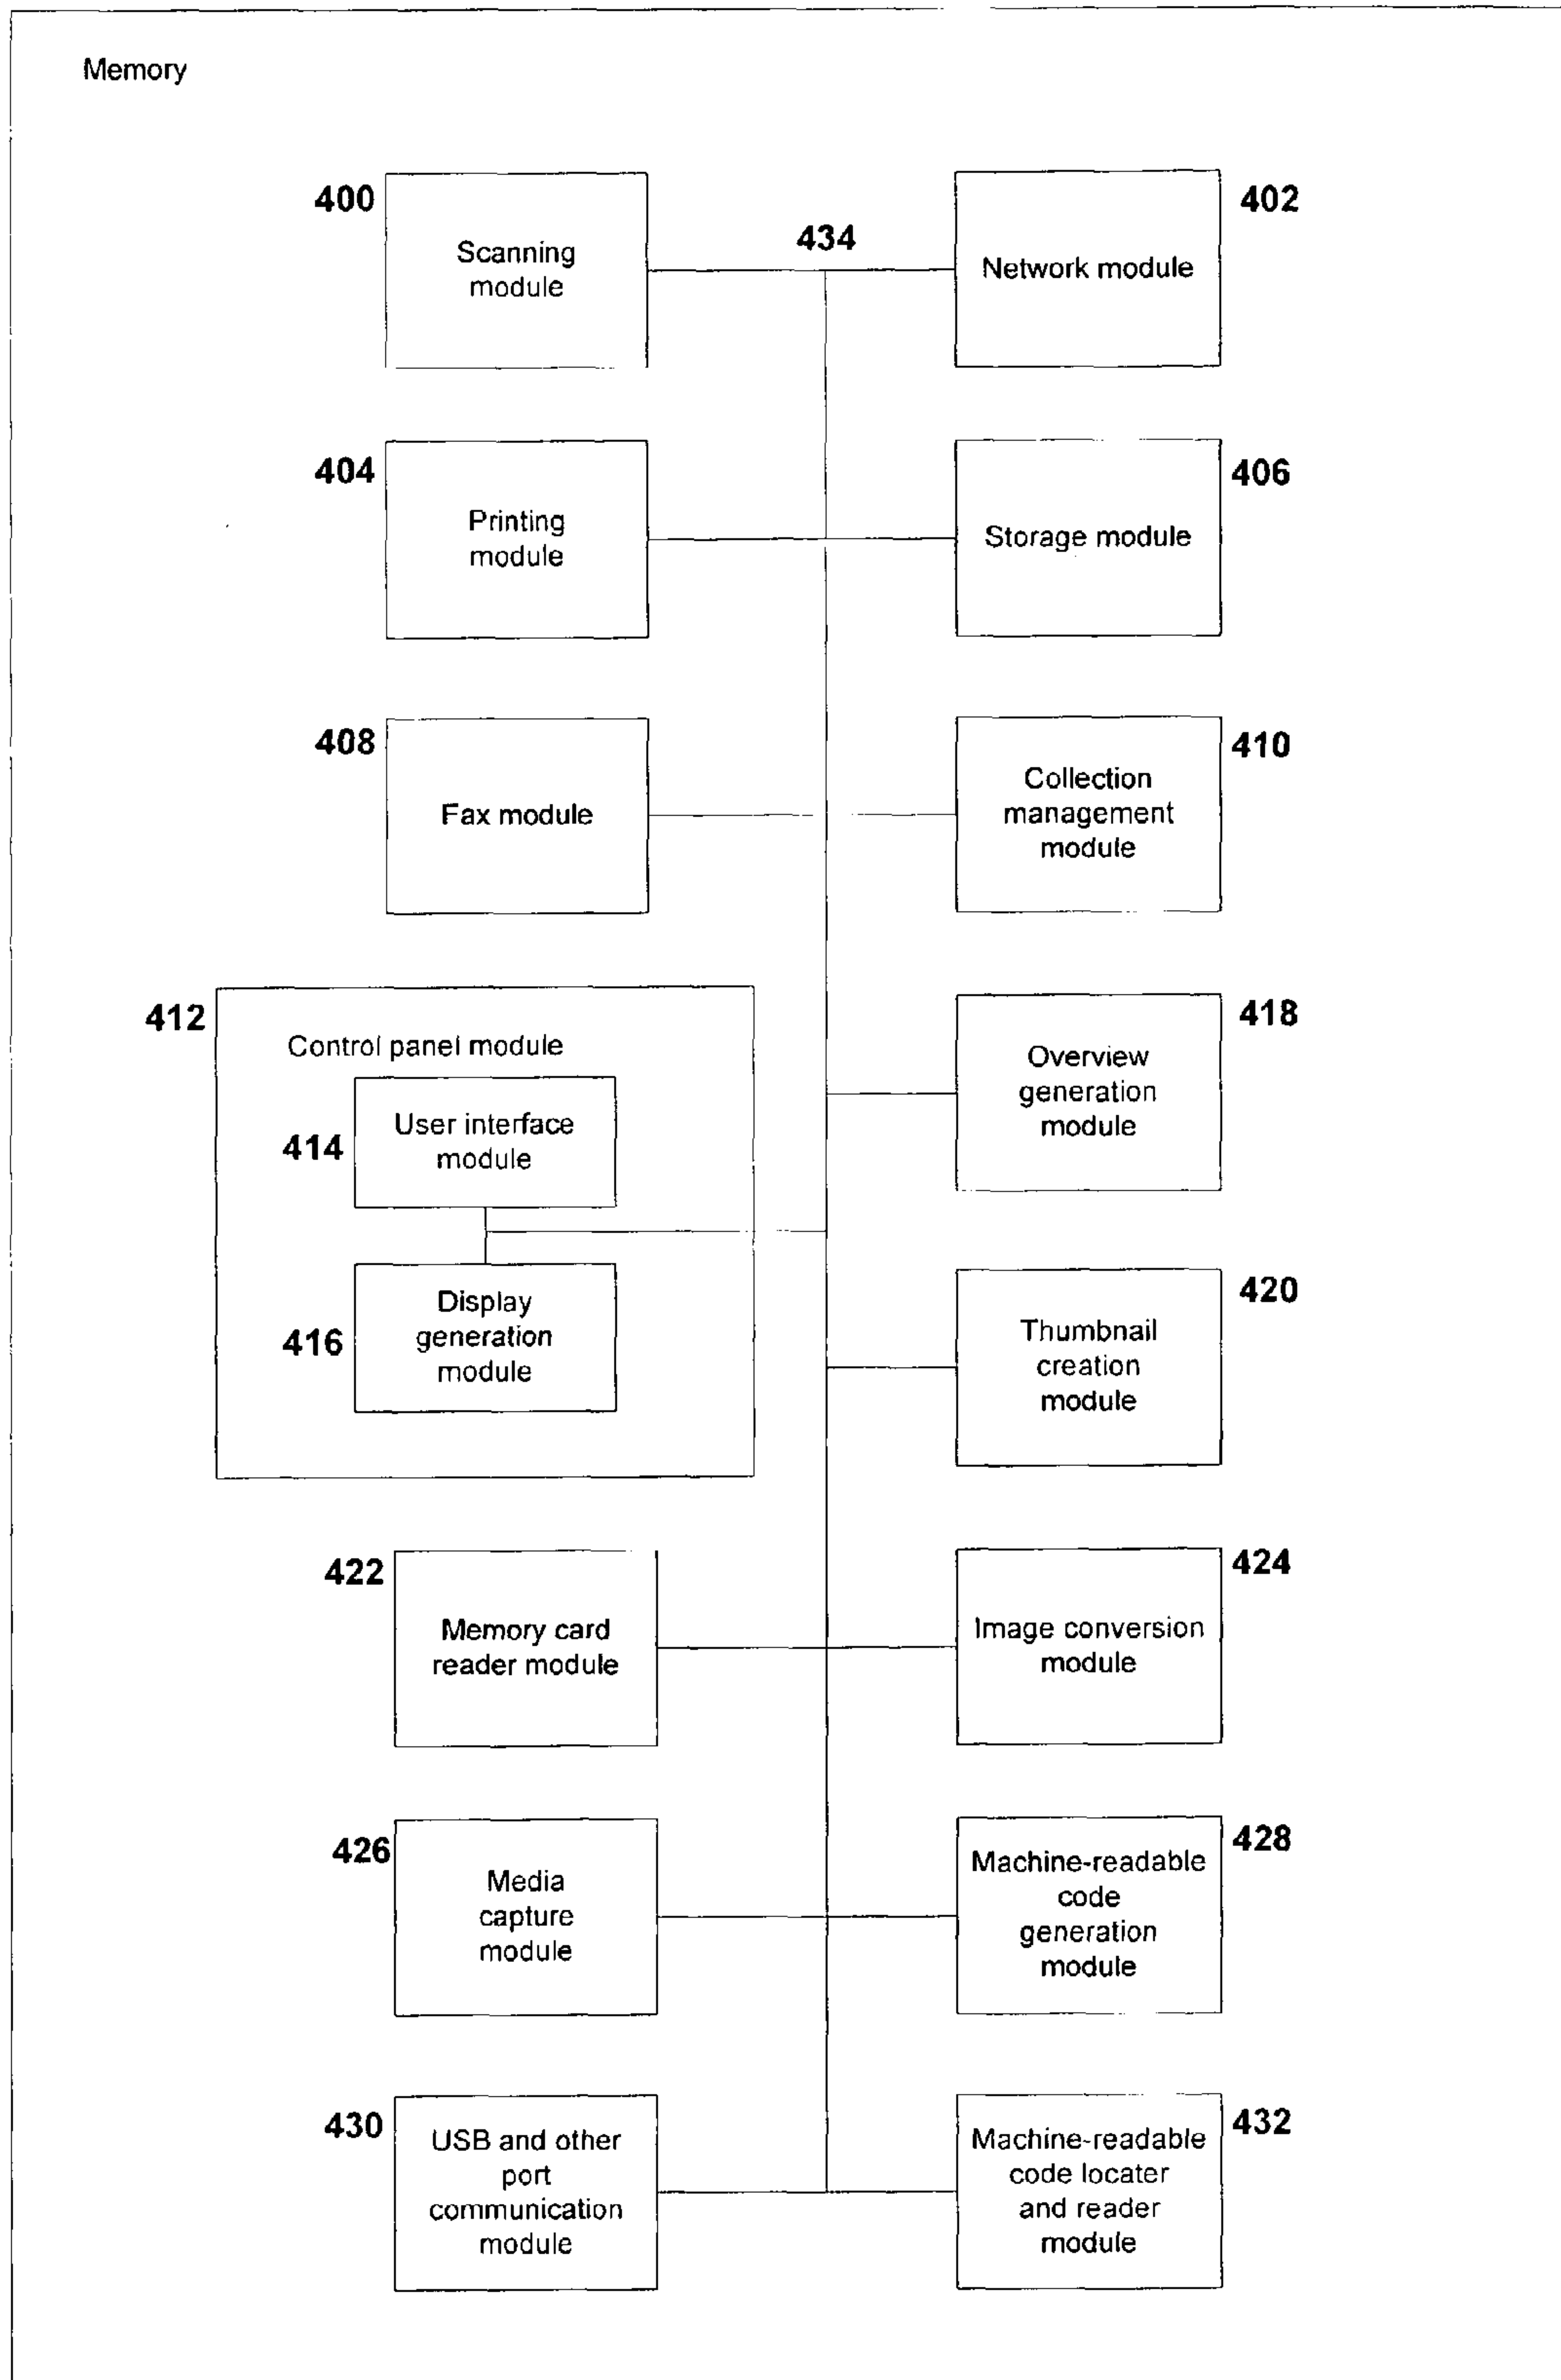 Memory
400
Scanning
module
434
402
Network module
404
Printing
module
406
Storage module
408
Fax module
410
Collection
management
module
412
Control panel module
414
User interface
module
416
Display
generation
module
418
Overview
generation
module
420
Thumbnail
creation
module
422
Memory card
reader module
424
Image conversion
module
426
Media
capture
module
428
Machine-readable
code
generation
module
430
USB and other
port
communication
module
432
Machine-readable
code locater
and reader
module